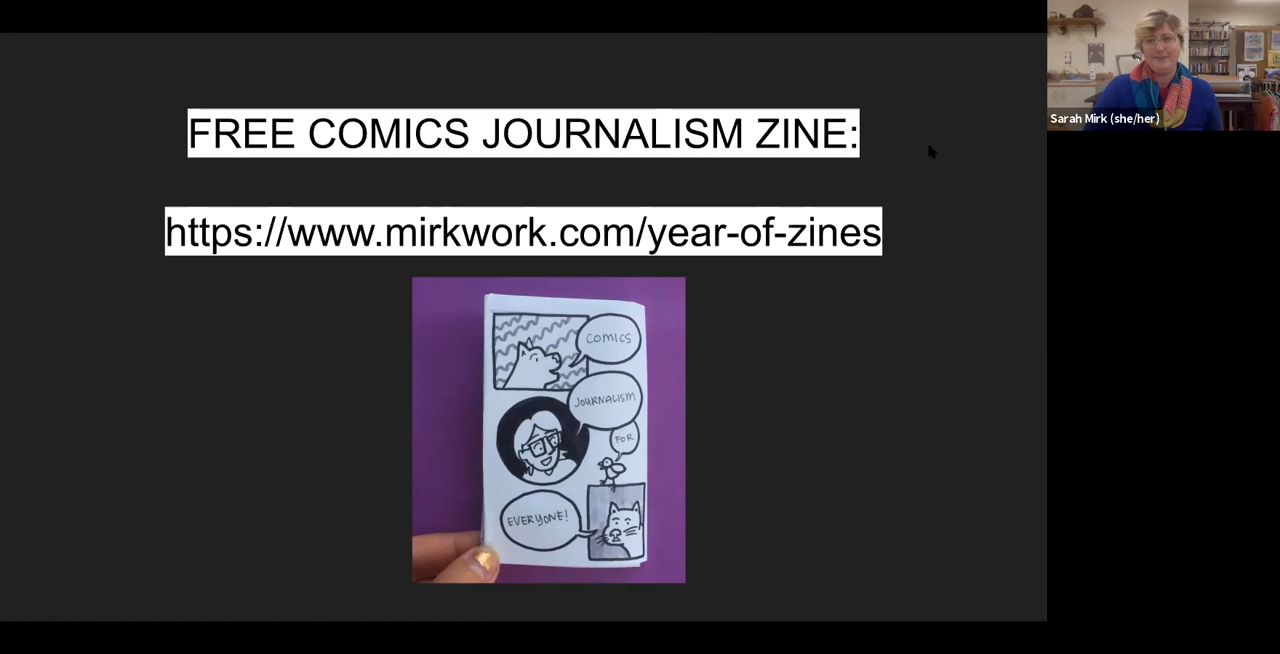 FREE COMICS JOURNALISM ZINE:
https://www.mirkwork.com/year-of-zines
COMICS
JOURNALISM
FOR
EVERYONE!
Sarah Mirk (she/her)